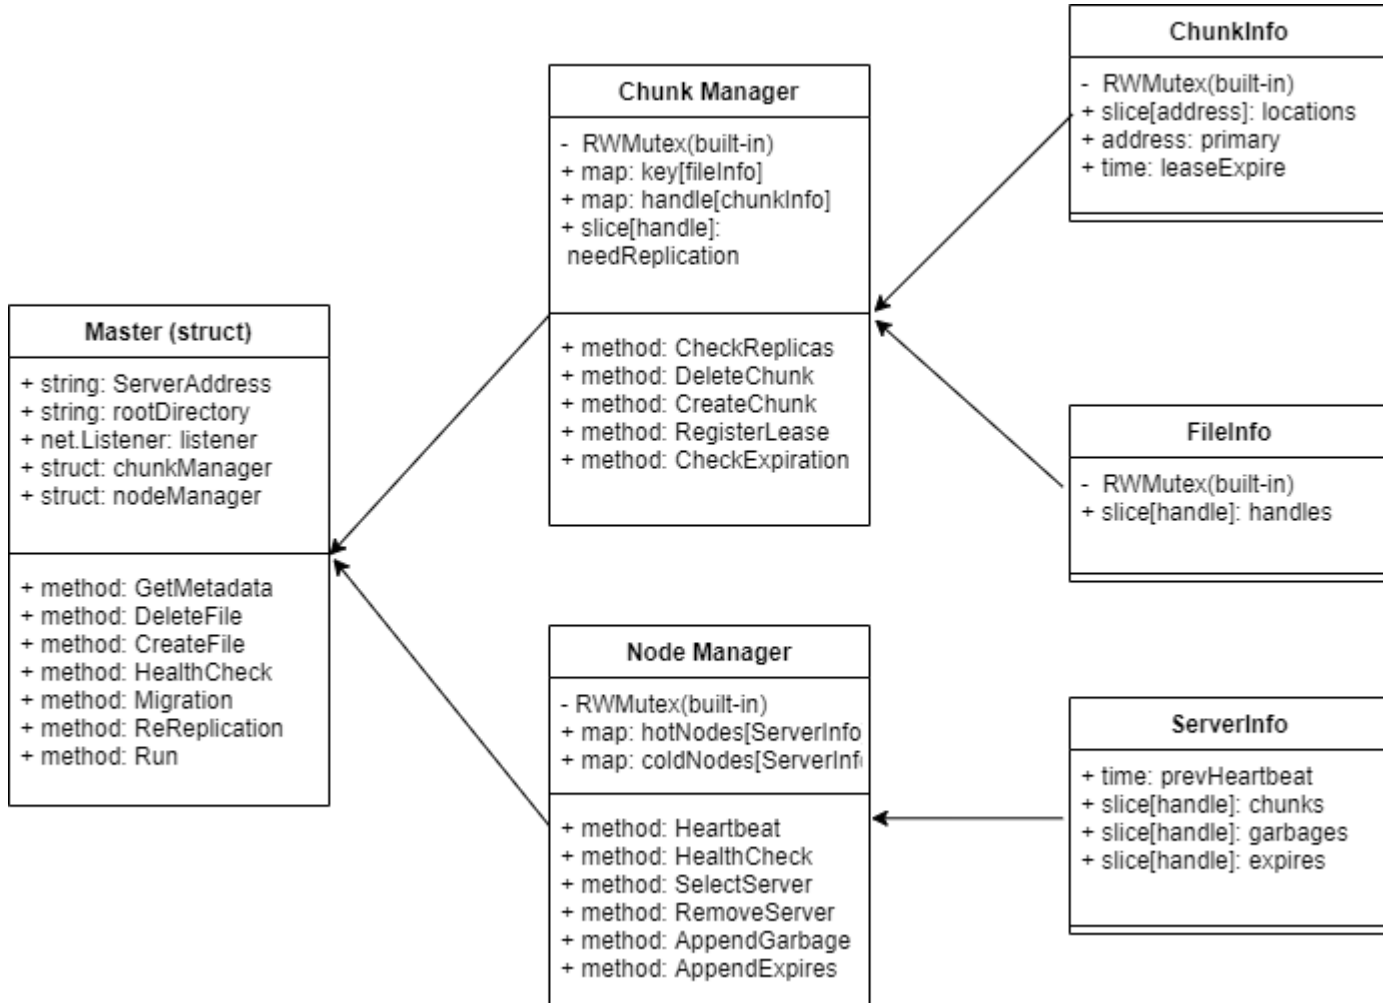 Master (struct)
+ string: ServerAddress
+ string: rootDirectory
+ net.Listener: listener
+ struct: chunkManager
+ struct: nodeManager
+ method: GetMetadata
+ method: DeleteFile
+ method: CreateFile
+ method: HealthCheck
+ method: Migration
+ method: ReReplication
+ method: Run
Chunk Manager
- RWMutex(built-in)
+ map: key[fileInfo]
+ map: handle[chunkInfo]
+ slice[handle]:
needReplication
+ method: CheckReplicas
+ method: DeleteChunk
+ method: CreateChunk
+ method: RegisterLease
+ method: CheckExpiration
Node Manager
- RWMutex(built-in)
+ map: hotNodes[ServerInfo
+ map: coldNodes[ServerInf
+ method: Heartbeat
+ method: HealthCheck
+ method: SelectServer
+ method: RemoveServer
+ method: AppendGarbage
+ method: AppendExpires
ChunkInfo
- RWMutex(built-in)
+ slice[address]: locations
+ address: primary
+ time: leaseExpire
FileInfo
- RWMutex(built-in)
+ slice[handle]: handles
ServerInfo
+ time: prevHeartbeat
+ slice[handle]: chunks
+ slice[handle]: garbages
+ slice[handle]: expires